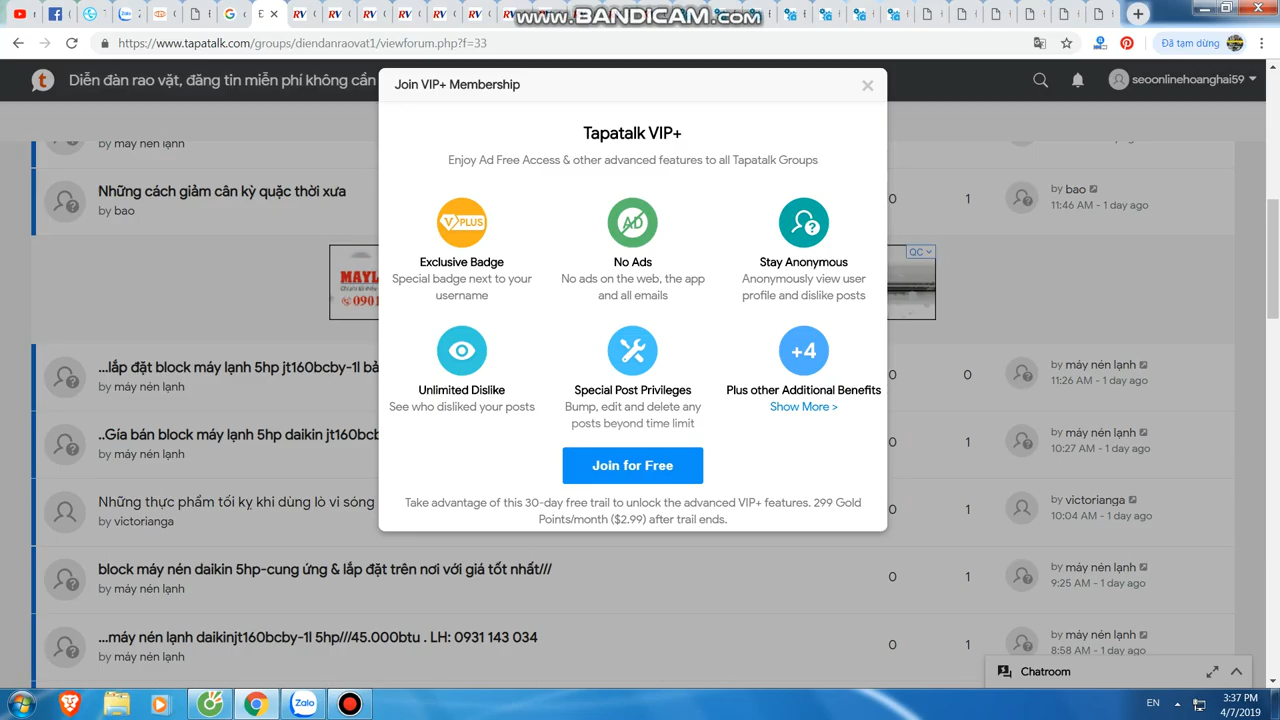 www.BANDICAM.com
https://www.tapatalk.com/groups/diendanraovat1/viewforum.php?f=33
Đã tạm dừng
Diễn đàn rao vặt, đăng tin miễn phí không cần
seoonlinehoanghai59
Join VIP+ Membership
Tapatalk VIP+
Enjoy Ad Free Access & other advanced features to all Tapatalk Groups
V PLUS
AD
Exclusive Badge
Special badge next to your
username
No Ads
No ads on the web, the app
and all emails
Stay Anonymous
Anonymously view user
profile and dislike posts
+4
Unlimited Dislike
See who disliked your posts
Special Post Privileges
Bump, edit and delete any
posts beyond time limit
Plus other Additional Benefits
Show More >
Join for Free
Take advantage of this 30-day free trail to unlock the advanced VIP+ features. 299 Gold
Points/month ($2.99) after trail ends.
by máy nén lạnh
Những cách giảm cân kỳ quặc thời xưa
by bao
0 1
by bao
11:46 AM - 1 day ago
MAYL
0901
QC
...lắp đặt block máy lạnh 5hp jt160bcby-1l bả
by máy nén lạnh
0 0
by máy nén lạnh
11:26 AM - 1 day ago
..Gía bán block máy lạnh 5hp daikin jt160bc
by máy nén lạnh
0 1
by máy nén lạnh
10:27 AM - 1 day ago
Những thực phẩm tối kỵ khi dùng lò vi sóng
by victorianga
0 1
by victorianga
10:04 AM - 1 day ago
block máy nén daikin 5hp-cung ứng & lắp đặt trên nơi với giá tốt nhất///
by máy nén lạnh
0 1
by máy nén lạnh
9:25 AM - 1 day ago
...máy nén lạnh daikinjt160bcby-1l 5hp///45.000btu . LH: 0931 143 034
by máy nén lạnh
0 1
by máy nén lạnh
8:58 AM - 1 day ago
Chatroom
Zalo
EN
3:37 PM
4/7/2019